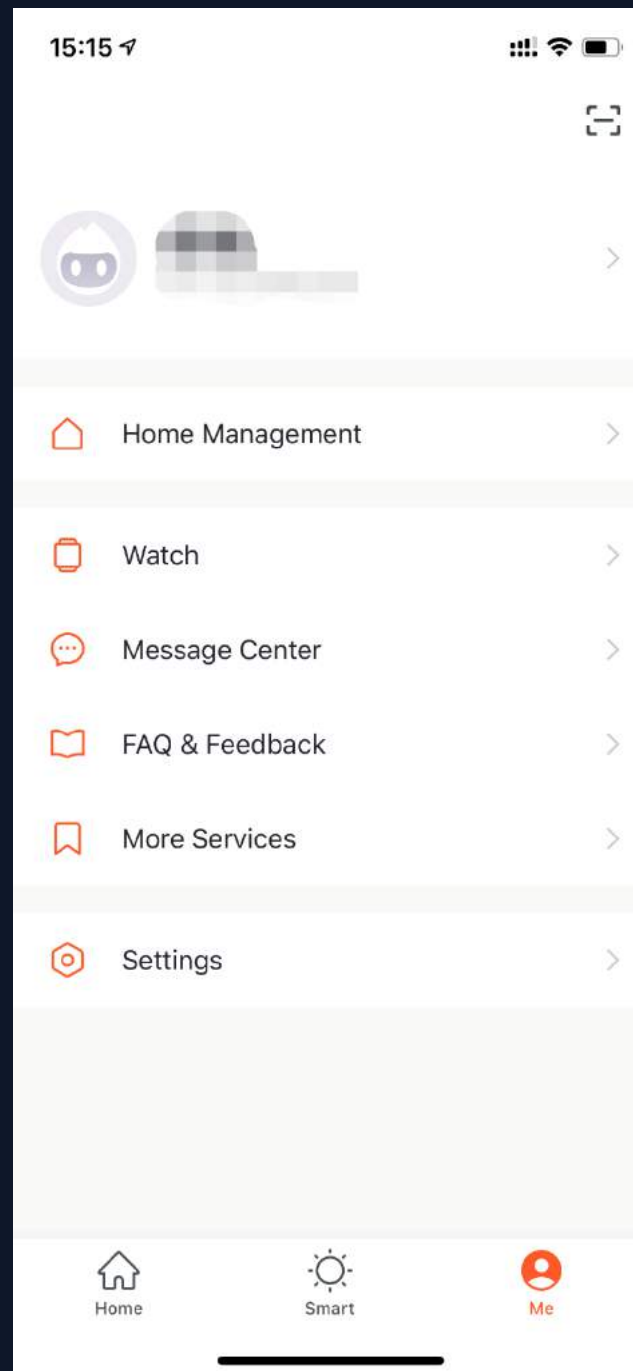 15:15
Home Management
Watch
Message Center
FAQ & Feedback
More Services
Settings
Home
Smart
Me